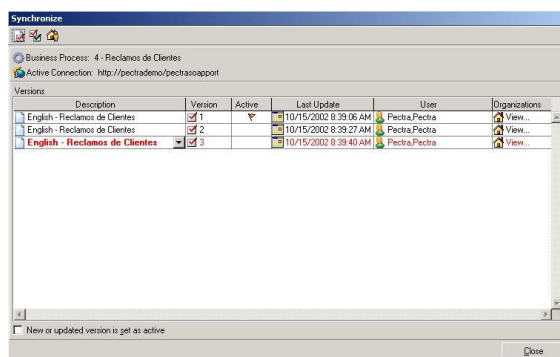 Synchronize
Business Process: 4 - Reclamos de Clientes
Active Connection: http://pectrademo/pectrasoapport
Versions
Description Version Active Last Update User Organizations
English - Reclamos de Clientes 1 10/15/2002 8:39:06 AM Pectra,Pectra View...
English - Reclamos de Clientes 2 10/15/2002 8:39:27 AM Pectra,Pectra View...
English - Reclamos de Clientes 3 10/15/2002 8:39:40 AM Pectra,Pectra View...
New or updated version is set as active
Close